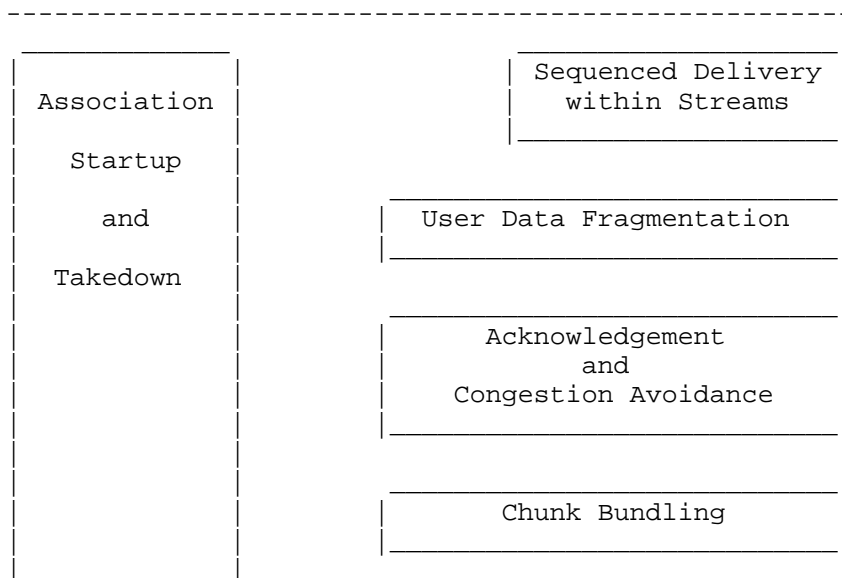 Sequenced Delivery
Association within Streams
Startup
and User Data Fragmentation
Takedown
Acknowledgement
and
Congestion Avoidance
Chunk Bundling